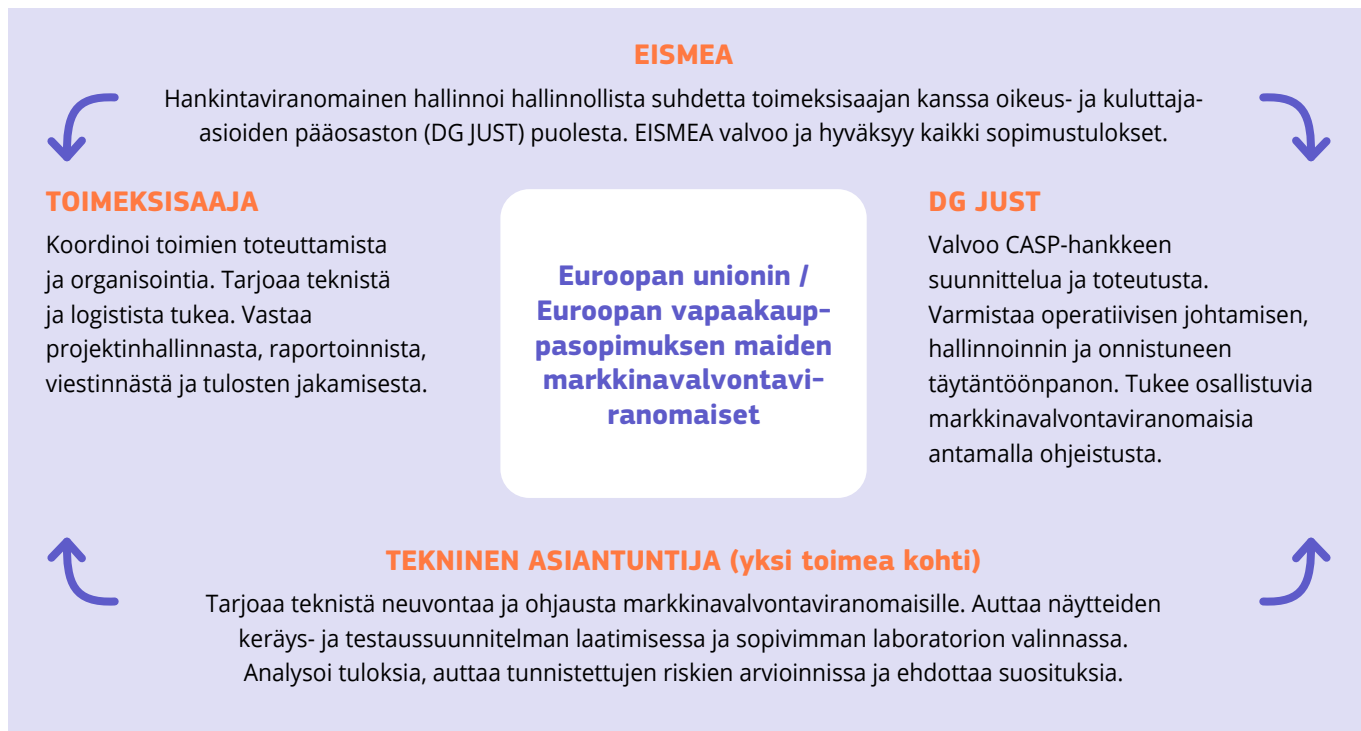 EISMEA
Hankintaviranomainen hallinnoi hallinnollista suhdetta toimeksisaajan kanssa oikeus- ja kuluttaja-
asioiden pääosaston (DG JUST) puolesta. EISMEA valvoo ja hyväksyy kaikki sopimustulokset.
TOIMEKSISAAJA
Koordinoi toimien toteuttamista
ja organisointia. Tarjoaa teknistä
ja logistista tukea. Vastaa
projektinhallinnasta, raportoinnista,
viestinnästä ja tulosten jakamisesta.
Euroopan unionin /
Euroopan vapaakaup-
pasopimuksen maiden
markkinavalvontavi-
ranomaiset
DG JUST
Valvoo CASP-hankkeen
suunnittelua ja toteutusta.
Varmistaa operatiivisen johtamisen,
hallinnoinnin ja onnistuneen
täytäntöönpanon. Tukee osallistuvia
markkinavalvontaviranomaisia
antamalla ohjeistusta.
TEKNINEN ASIANTUNTIJA (yksi toimea kohti)
Tarjoaa teknistä neuvontaa ja ohjausta markkinavalvontaviranomaisille. Auttaa näytteiden
keräys- ja testaussuunnitelman laatimisessa ja sopivimman laboratorion valinnassa.
Analysoi tuloksia, auttaa tunnistettujen riskien arvioinnissa ja ehdottaa suosituksia.